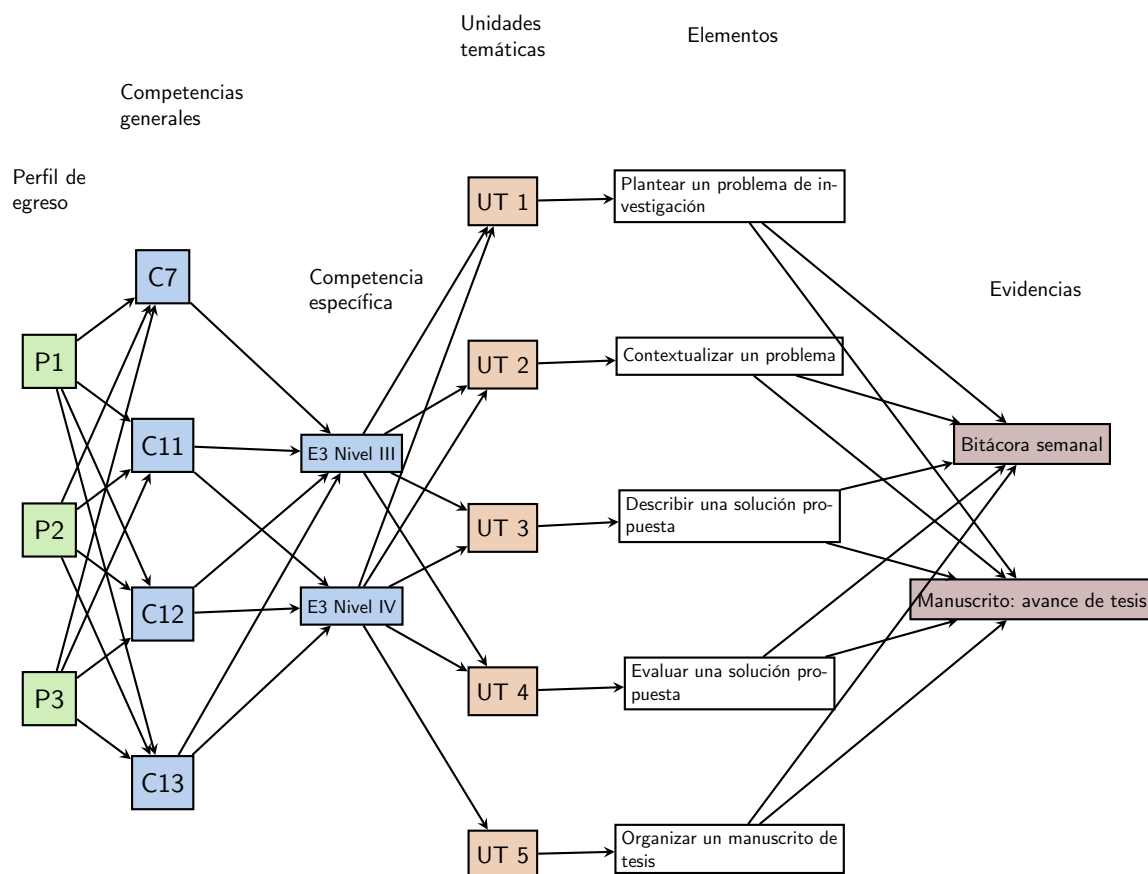 Unidades
temáticas
Elementos
Competencias
generales
Perfil de
egreso
Plantear un problema de in-
vestigación
UT 1
C7
Competencia
específica
Evidencias
P1
UT 2
Contextualizar un problema
C11
E3 Nivel III
Bitácora semanal
P2
UT 3
Describir una solución pro-
puesta
C12
E3 Nivel IV
Manuscrito: avance de tesis
P3
UT 4
Evaluar una solución pro-
puesta
C13
UT 5
Organizar un manuscrito de
tesis